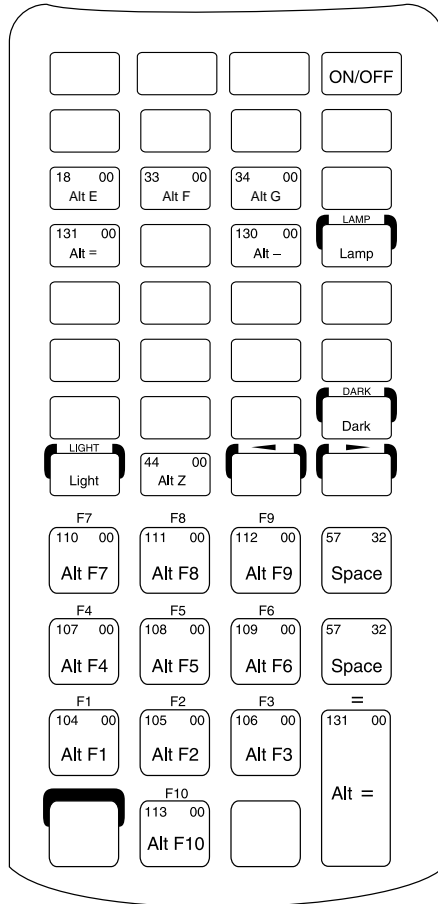 ON/OFF
18 00 33 00 34 00
Alt E Alt F Alt G
LAMP
131 00 130 00
Alt = Alt – Lamp
DARK
Dark
LIGHT
44 00
Light Alt Z
F7 F8 F9
110 00 111 00 112 00 57 32
Alt F7 Alt F8 Alt F9 Space
F4 F5 F6
107 00 108 00 109 00 57 32
Alt F4 Alt F5 Alt F6 Space
F1 F2 F3 =
104 00 105 00 106 00 131 00
Alt F1 Alt F2 Alt F3
Alt =
F10
113 00
Alt F10